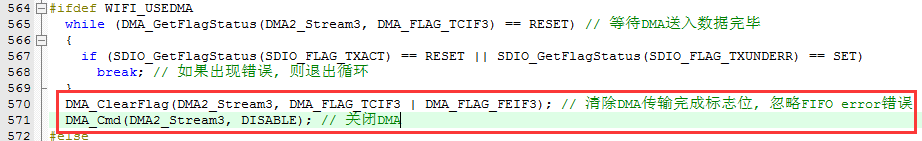 564 #ifdef WIFI_USEDMA
565 while (DMA_GetFlagStatus(DMA2_Stream3, DMA_FLAG_TCIF3) == RESET) // 等待DMA送入数据完毕
566 {
567 if (SDIO_GetFlagStatus(SDIO_FLAG_TXACT) == RESET || SDIO_GetFlagStatus(SDIO_FLAG_TXUNDERR) == SET)
568 break; // 如果出现错误, 则退出循环
569 }
570 DMA_ClearFlag(DMA2_Stream3, DMA_FLAG_TCIF3 | DMA_FLAG_FEIF3); // 清除DMA传输完成标志位, 忽略FIFO error错误
571 DMA_Cmd(DMA2_Stream3, DISABLE); // 关闭DMA
572 #else